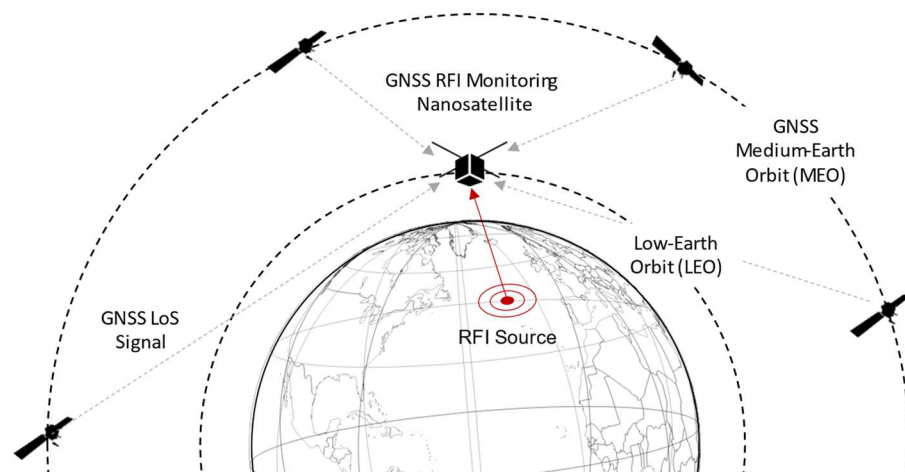 GNSS RFI Monitoring
Nanosatellite
GNSS
Medium-Earth
Orbit (MEO)
Low-Earth
Orbit (LEO)
GNSS LoS
Signal
RFI Source